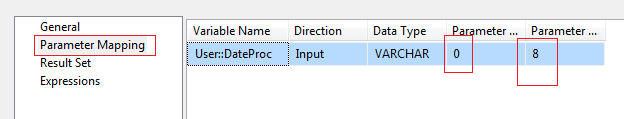 General
Parameter Mapping
Result Set
Expressions
Variable Name Direction Data Type Parameter ... Parameter ...
User::DateProc Input VARCHAR 0 8